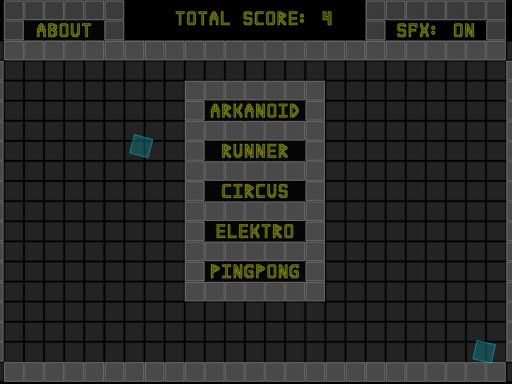 TOTAL SCORE: 4
ABOUT
SFX: ON
ARKANOID
RUNNER
CIRCUS
ELEKTRO
PINGPONG